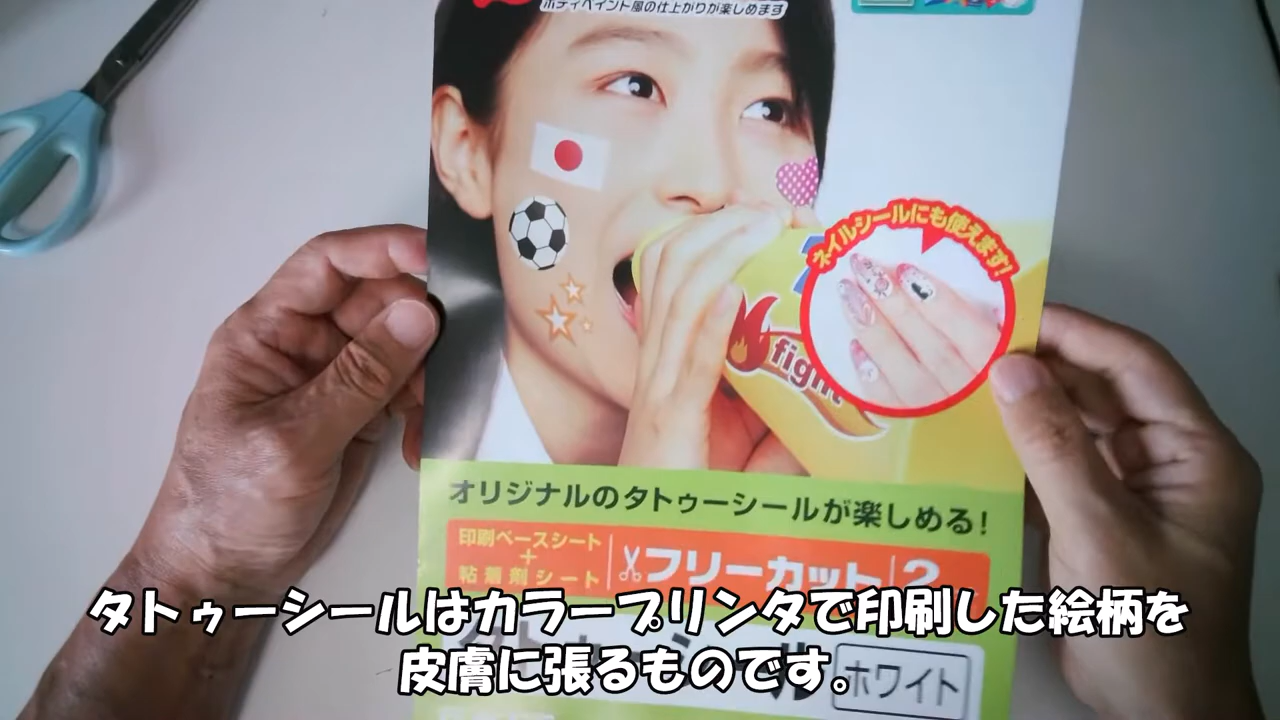 ボディペイント風の仕上がりが楽しめます
ネイルシールにも使えます!
fight
オリジナルのタトゥーシールが楽しめる!
印刷ベースシート
+
粘着剤シート
フリーカット
2
タトゥーシールはカラープリンタで印刷した絵柄を
皮膚に張るものです。
ホワイト